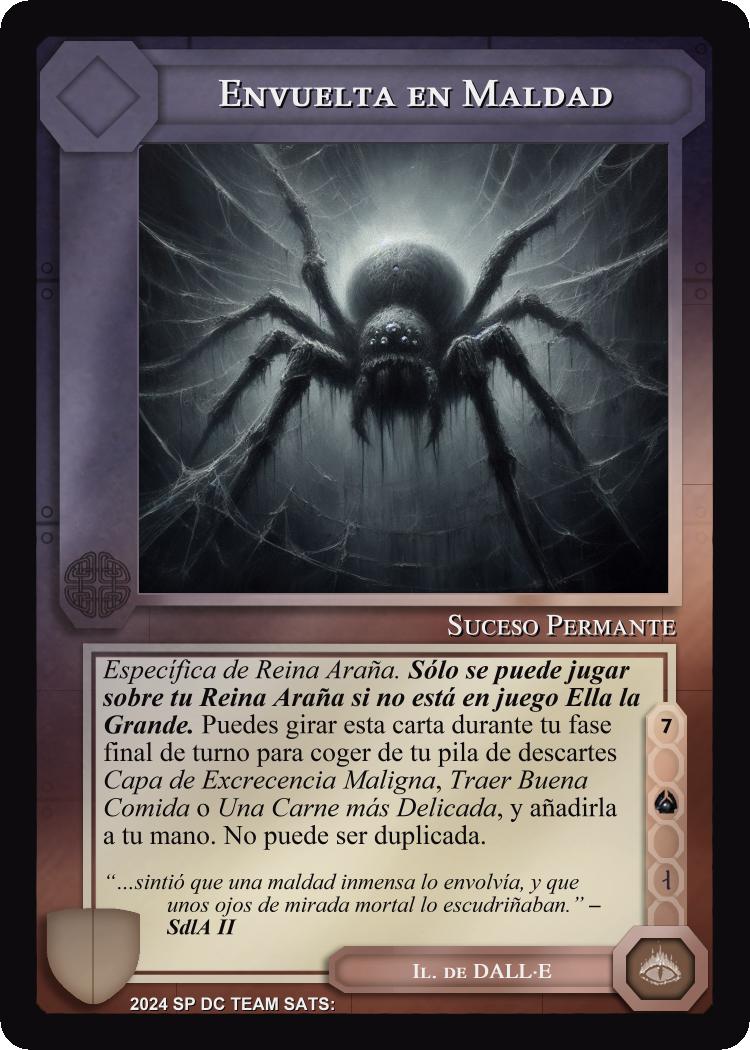 Envuelta en Maldad
Suceso Permante
Específica de Reina Araña. Sólo se puede jugar
sobre tu Reina Araña si no está en juego Ella la
Grande. Puedes girar esta carta durante tu fase
final de turno para coger de tu pila de descartes
Capa de Excrecencia Maligna, Traer Buena
Comida o Una Carne más Delicada, y añadirla
a tu mano. No puede ser duplicada.
7
“...sintió que una maldad inmensa lo envolvía, y que
unos ojos de mirada mortal lo escudriñaban.” –
SdlA II
Il. de DALL·E
2024 SP DC TEAM SATS: